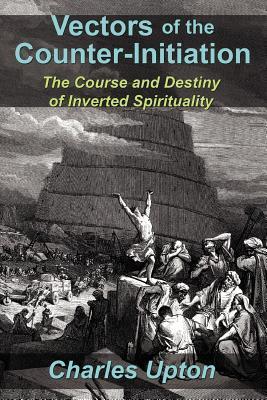 Vectors of the
Counter-Initiation
The Course and Destiny
of Inverted Spirituality
Charles Upton